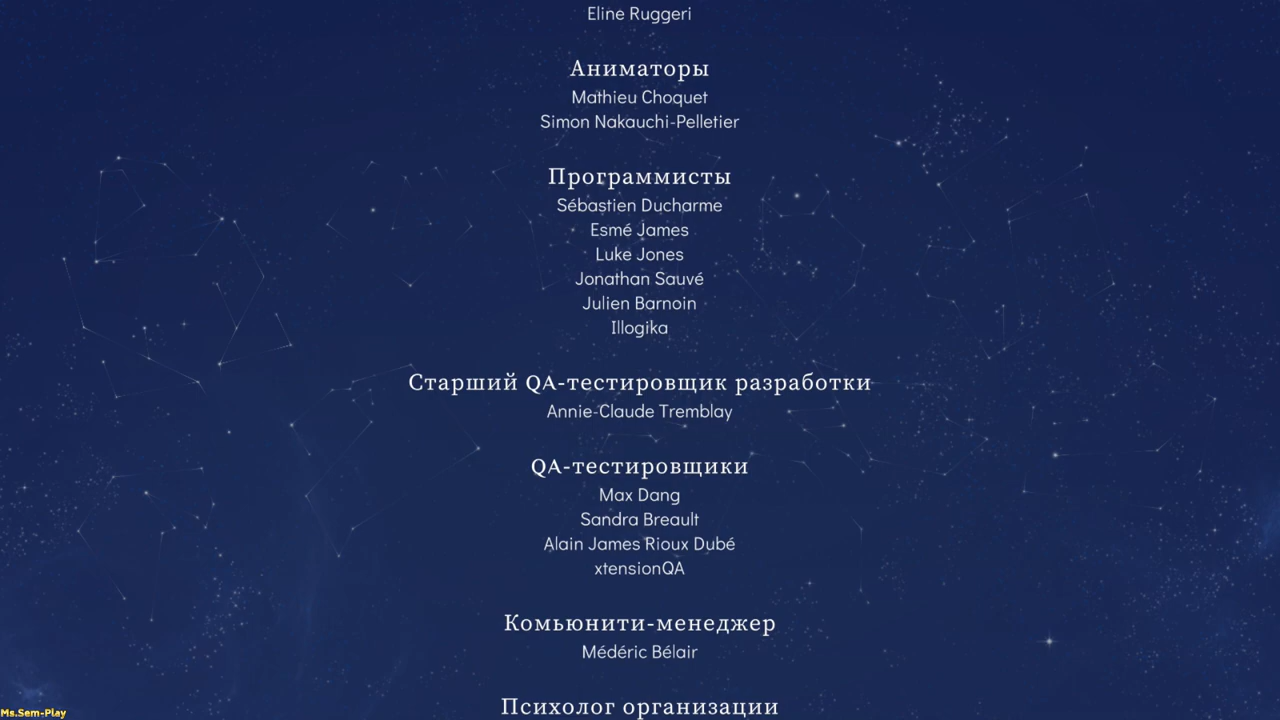 Eline Ruggeri
Аниматоры
Mathieu Choquet
Simon Nakauchi-Pelletier
Программисты
Sébastien Ducharme
Esmé James
Luke Jones
Jonathan Sauvé
Julien Barnoin
Illogika
Старший QA-тестировщик разработки
Annie-Claude Tremblay
QA-тестировщики
Max Dang
Sandra Breault
Alain James Rioux Dubé
xtensionQA
Комьюнити-менеджер
Médéric Bélair
Психолог организации
Ms.Sem-Play